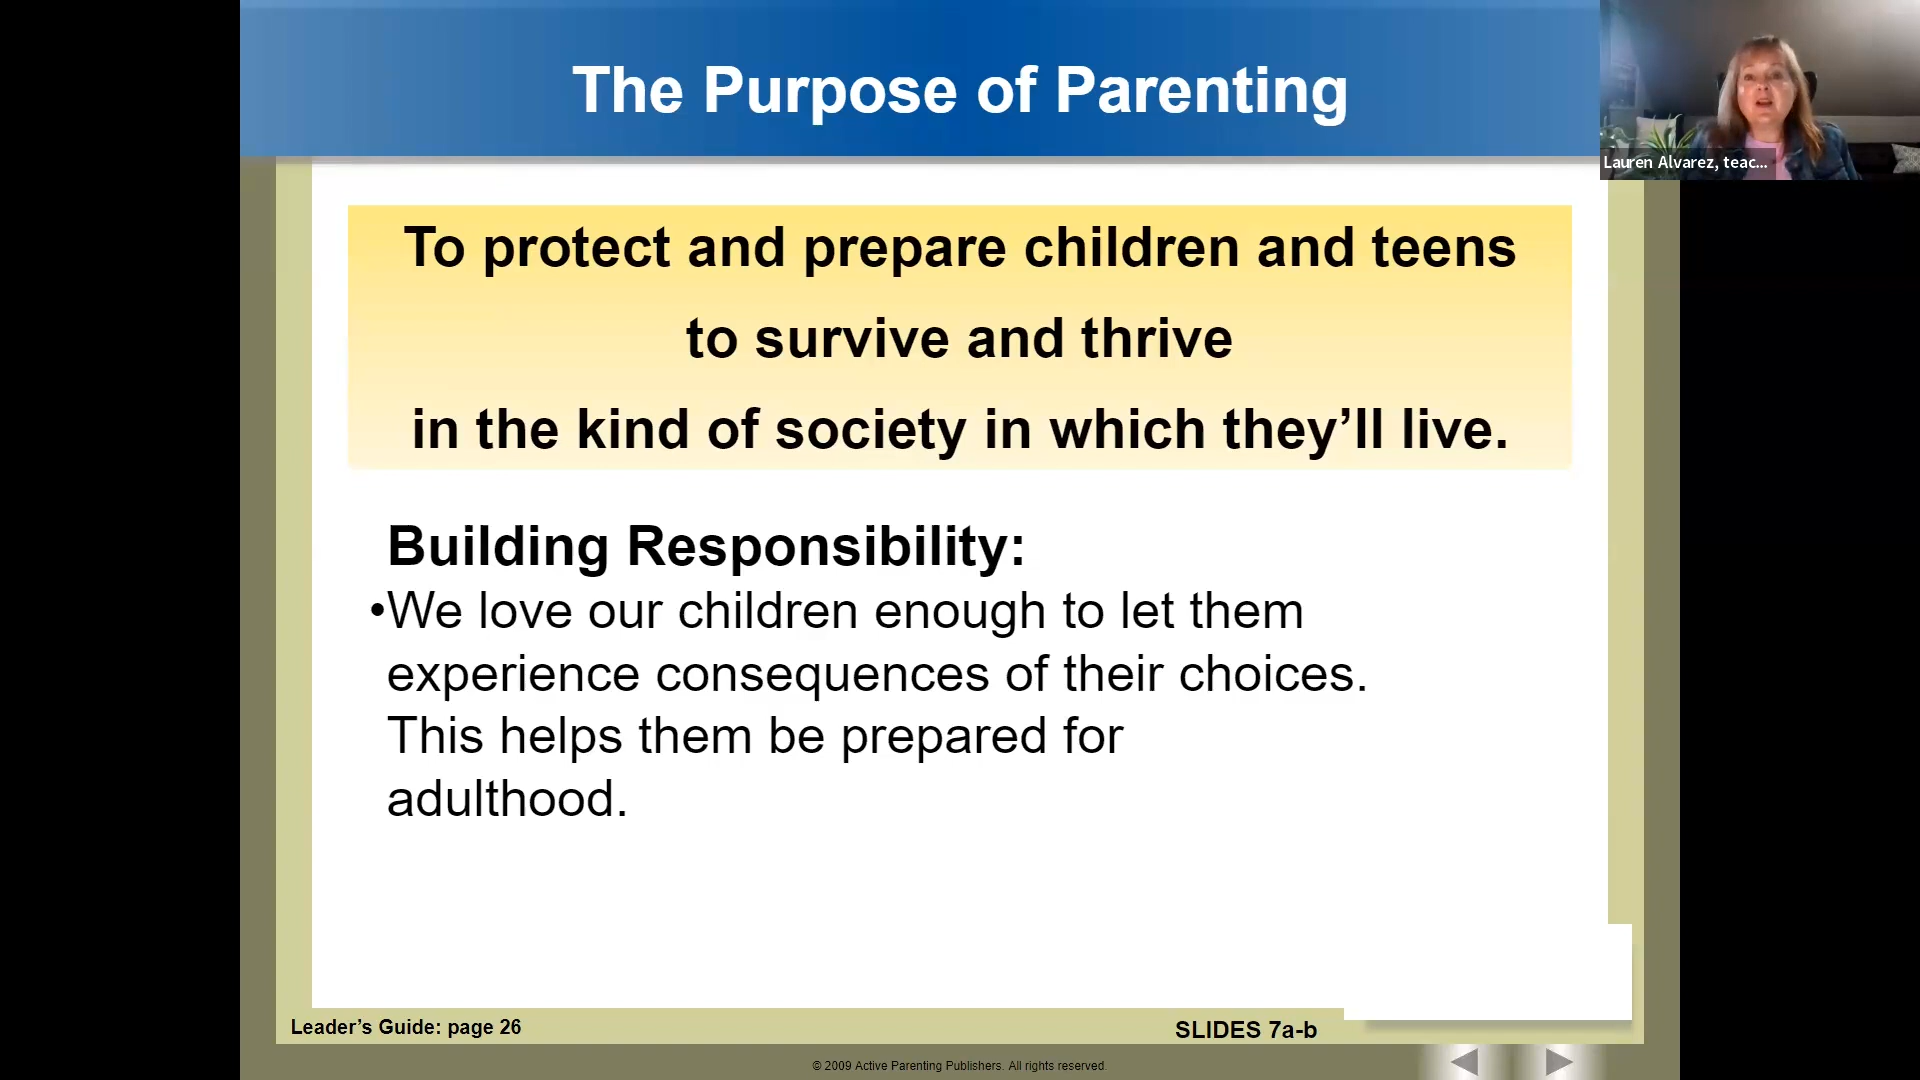 The Purpose of Parenting
Lauren Alvarez, teac...
To protect and prepare children and teens
to survive and thrive
in the kind of society in which they’ll live.
Building Responsibility:
•We love our children enough to let them
experience consequences of their choices.
This helps them be prepared for
adulthood.
Leader’s Guide: page 26
SLIDES 7a-b
© 2009 Active Parenting Publishers. All rights reserved.